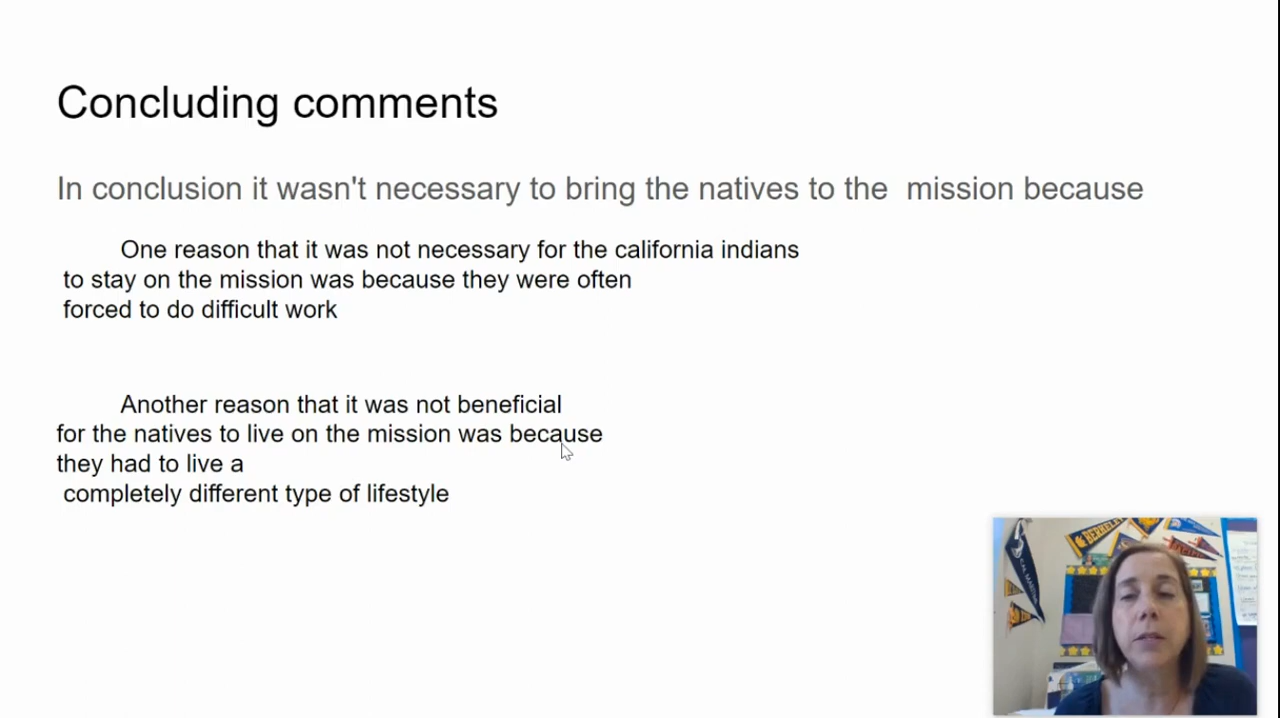 Concluding comments
In conclusion it wasn't necessary to bring the natives to the mission because
One reason that it was not necessary for the california indians
to stay on the mission was because they were often
forced to do difficult work
Another reason that it was not beneficial
for the natives to live on the mission was because
they had to live a
completely different type of lifestyle
BERKELEY